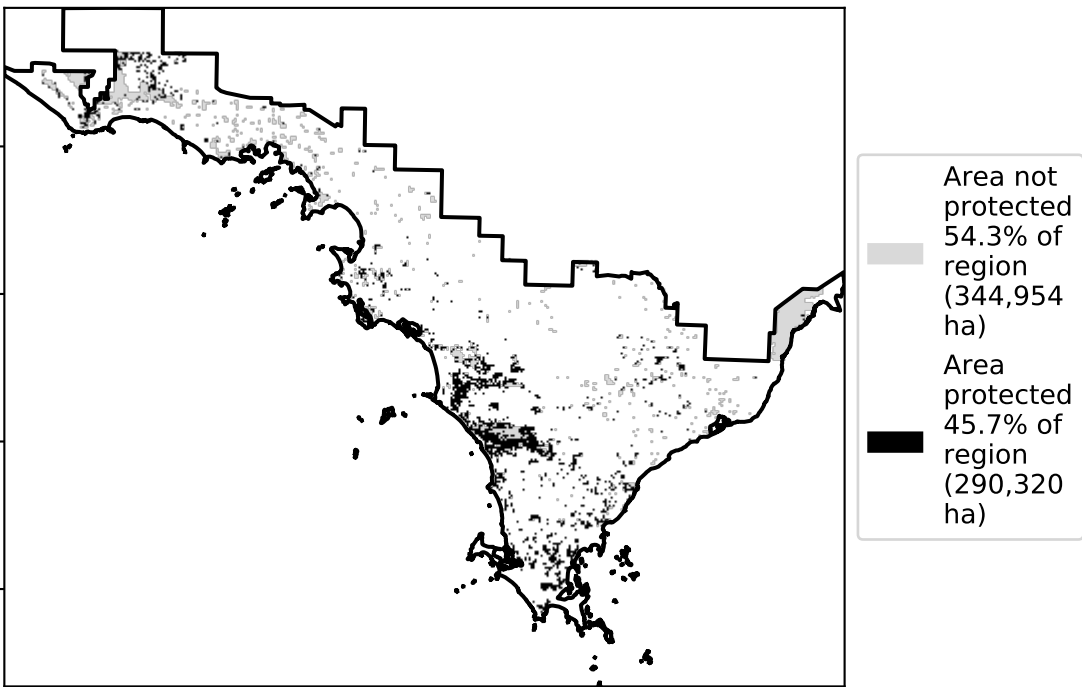 Area not
protected
54.3% of
region
(344,954
ha)
Area
protected
45.7% of
region
(290,320
ha)